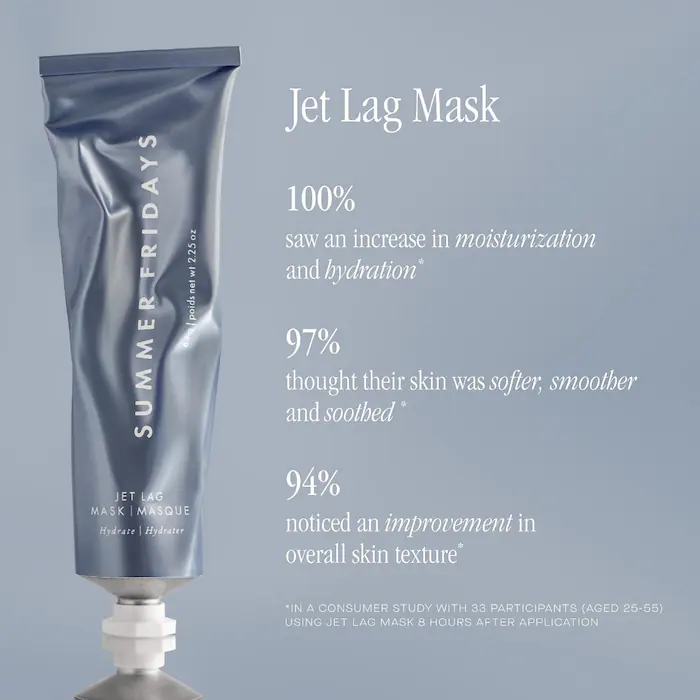 Jet Lag Mask
100%
saw an increase in moisturization
and hydration*
97%
thought their skin was softer, smoother
and soothed *
94%
noticed an improvement in
overall skin texture*
*IN A CONSUMER STUDY WITH 33 PARTICIPANTS (AGED 25-55)
USING JET LAG MASK 8 HOURS AFTER APPLICATION
SUMMER FRIDAYS
poids net wt 2.25 oz
JET LAG
MASK | MASQUE
Hydrate | Hydrater